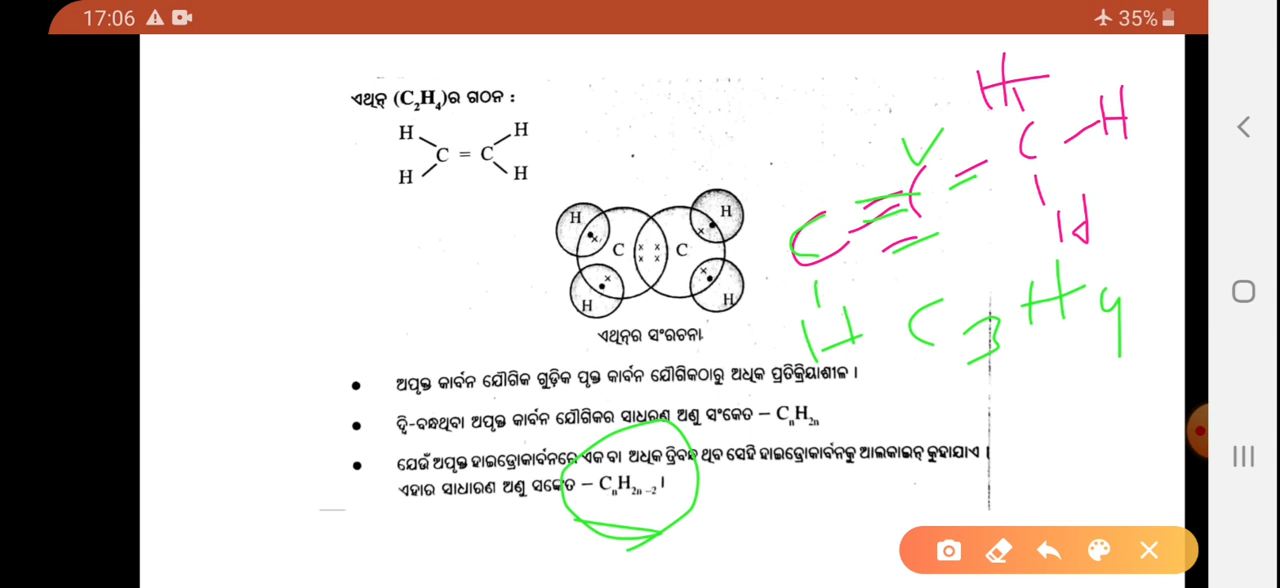 17:06
35%
ଏଥିନ୍ (C₂H₄)ର ଗଠନ :
H H
C = C
H H
H H
C C
H H
× ×
× ×
ଏଥିନ୍‌ର ସଂରଚନା
• ଅପୃକ୍ତ କାର୍ବନ ଯୌଗିକ ଗୁଡ଼ିକ ପୃକ୍ତ କାର୍ବନ ଯୌଗିକଠାରୁ ଅଧିକ ପ୍ରତିକ୍ରିୟାଶୀଳ ।
• ଦ୍ବି-ବନ୍ଧଥିବା ଅପୃକ୍ତ କାର୍ବନ ଯୌଗିକର ସାଧାରଣ ଅଣୁ ସଂକେତ – CₙH₂ₙ
• ଯେଉଁ ଅପୃକ୍ତ ହାଇଡ୍ରୋକାର୍ବନରେ ଏକ ବା ଅଧିକ ତ୍ରିବନ୍ଧ ଥିବ ସେହି ହାଇଡ୍ରୋକାର୍ବନକୁ ଆଲକାଇନ୍ କୁହାଯାଏ ।
ଏହାର ସାଧାରଣ ଅଣୁ ସଙ୍କେତ – CₙH₂ₙ₋₂।
H
C ≡ C = C – H
H H
C₃H₄